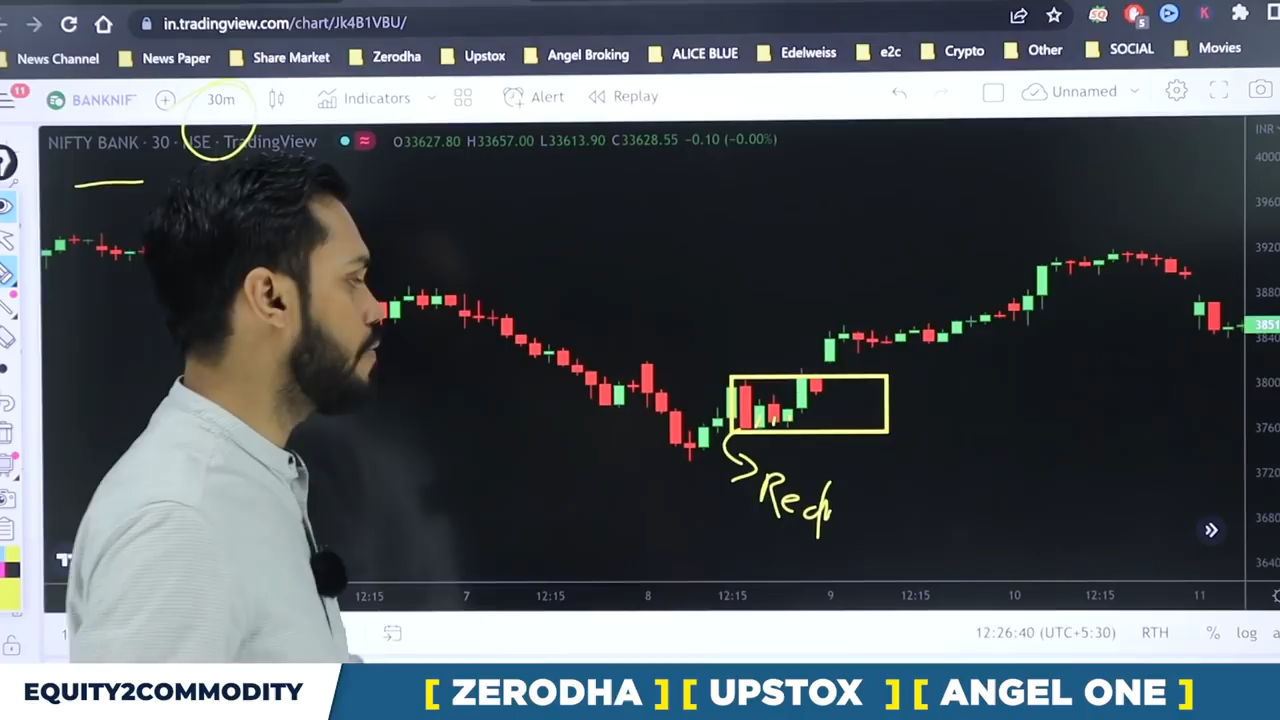 in.tradingview.com/chart/Jk4B1VBU/
5
News Channel News Paper Share Market Zerodha Upstox Angel Broking ALICE BLUE Edelweiss e2c Crypto Other SOCIAL Movies
11 BANKNIF 30m Indicators Alert Replay Unnamed
NIFTY BANK · 30 · NSE · TradingView O33627.80 H33657.00 L33613.90 C33628.55 −0.10 (−0.00%) INR
4000
3960
3920
3880
3851
3840
3800
3760
3720
3680
3640
12:15 7 12:15 8 12:15 9 12:15 10 12:15 11
12:26:40 (UTC+5:30) RTH % log a
EQUITY2COMMODITY [ ZERODHA ] [ UPSTOX ] [ ANGEL ONE ]